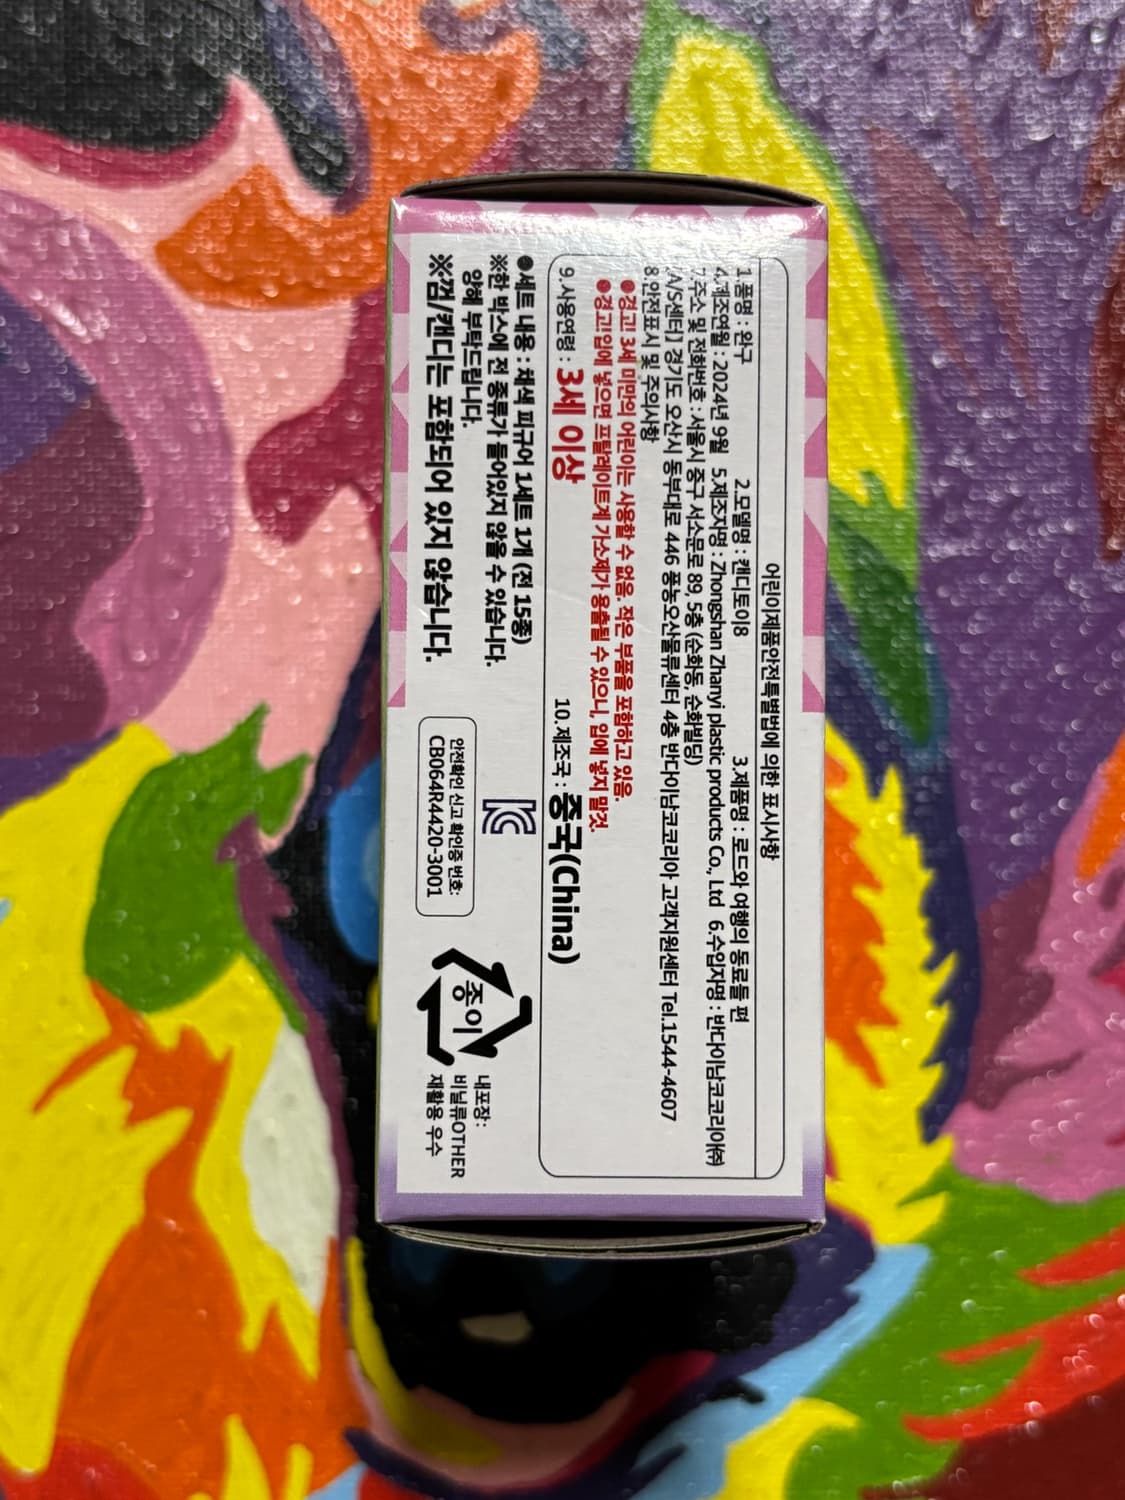 어린이제품안전특별법에 의한 표시사항
1.품명 : 완구 2.모델명 : 캔디토이8 3.제품명 : 로드와 여행의 동료들 편
4.제조연월 : 2024년 9월 5.제조자명 : Zhongshan Zhanyi plastic products Co., Ltd 6.수입자명 : 반다이남코코리아㈜
7.주소 및 전화번호 : 서울시 중구 서소문로 89, 5층 (순화동, 순화빌딩)
[A/S센터] 경기도 오산시 동부대로 446 풍농오산물류센터 4층 반다이남코코리아 고객지원센터 Tel.1544-4607
8.안전표시 및 주의사항
●경고! 3세 미만의 어린이는 사용할 수 없음. 작은 부품을 포함하고 있음.
●경고!입에 넣으면 프탈레이트계 가소제가 용출될 수 있으니, 입에 넣지 말것.
9.사용연령 : 3세 이상 10.제조국 : 중국(China)
●세트 내용 : 채색 피규어 1세트 1개 (전 15종)
※한 박스에 전 종류가 들어있지 않을 수 있습니다.
양해 부탁드립니다.
※껌/캔디는 포함되어 있지 않습니다.
KC
안전확인 신고 확인증 번호:
CB064R4420-3001
종이
내포장:
비닐류OTHER
재활용 우수